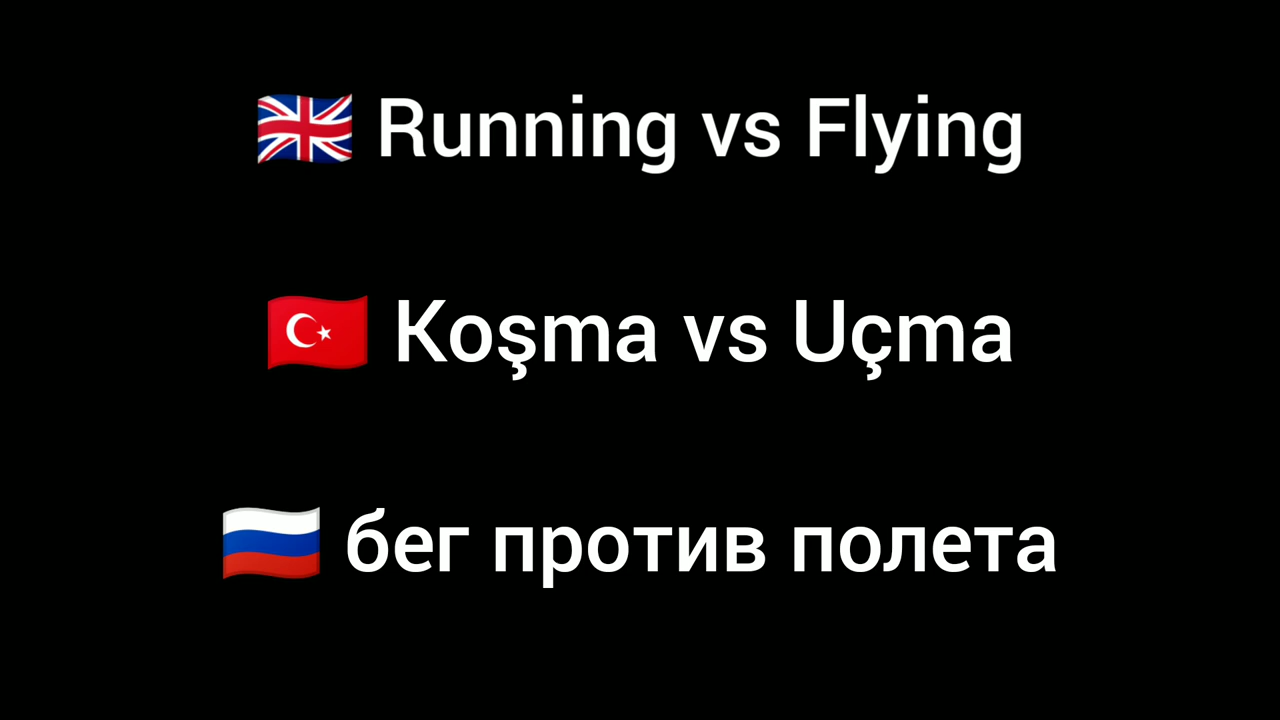 🇬🇧 Running vs Flying
🇹🇷 Koşma vs Uçma
🇷🇺 бег против полета